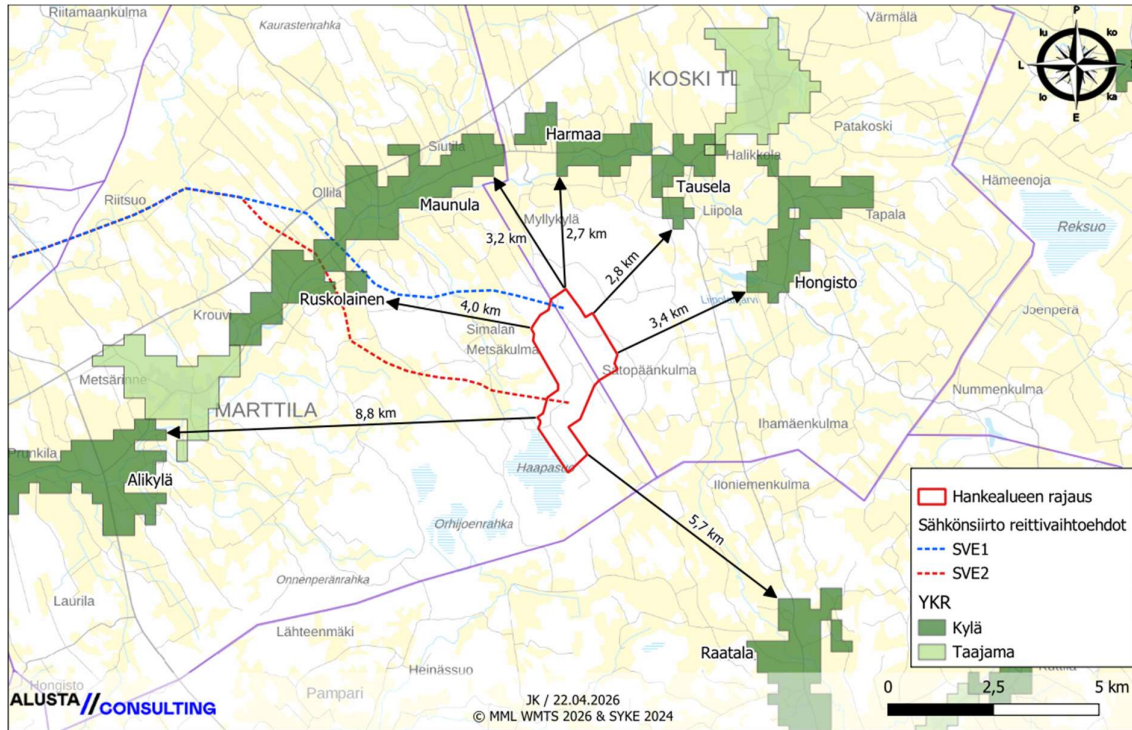 Riitamaankulma
Kaurastenrahka
Värmälä
P
lu
ko
L
I
lo
ka
E
KOSKI TL
Harmaa
Patakoski
Siutila
Halikkola
Tausela
Hämeenoja
Ollila
Riitsuo
Maunula
Myllykylä
Liipola
Tapala
Reksuo
3,2 km
2,7 km
2,8 km
Hongisto
Ruskolainen
4,0 km
3,4 km
Krouvi
Simalan
Metsäkulma
Joenperä
Satopäänkulma
Metsärinne
MARTTILA
Nummenkulma
8,8 km
Ihamäenkulma
Prunkila
Alikylä
Haapasuo
Iloniemenkulma
Orhijoenrahka
5,7 km
Onnenperänrahka
Laurila
Lähteenmäki
Heinässuo
Raatala
Hongisto
Pampari
Hankealueen rajaus
Sähkönsiirto reittivaihtoehdot
SVE1
SVE2
YKR
Kylä
Taajama
0 2,5 5 km
ALUSTA//CONSULTING
JK / 22.04.2026
© MML WMTS 2026 & SYKE 2024